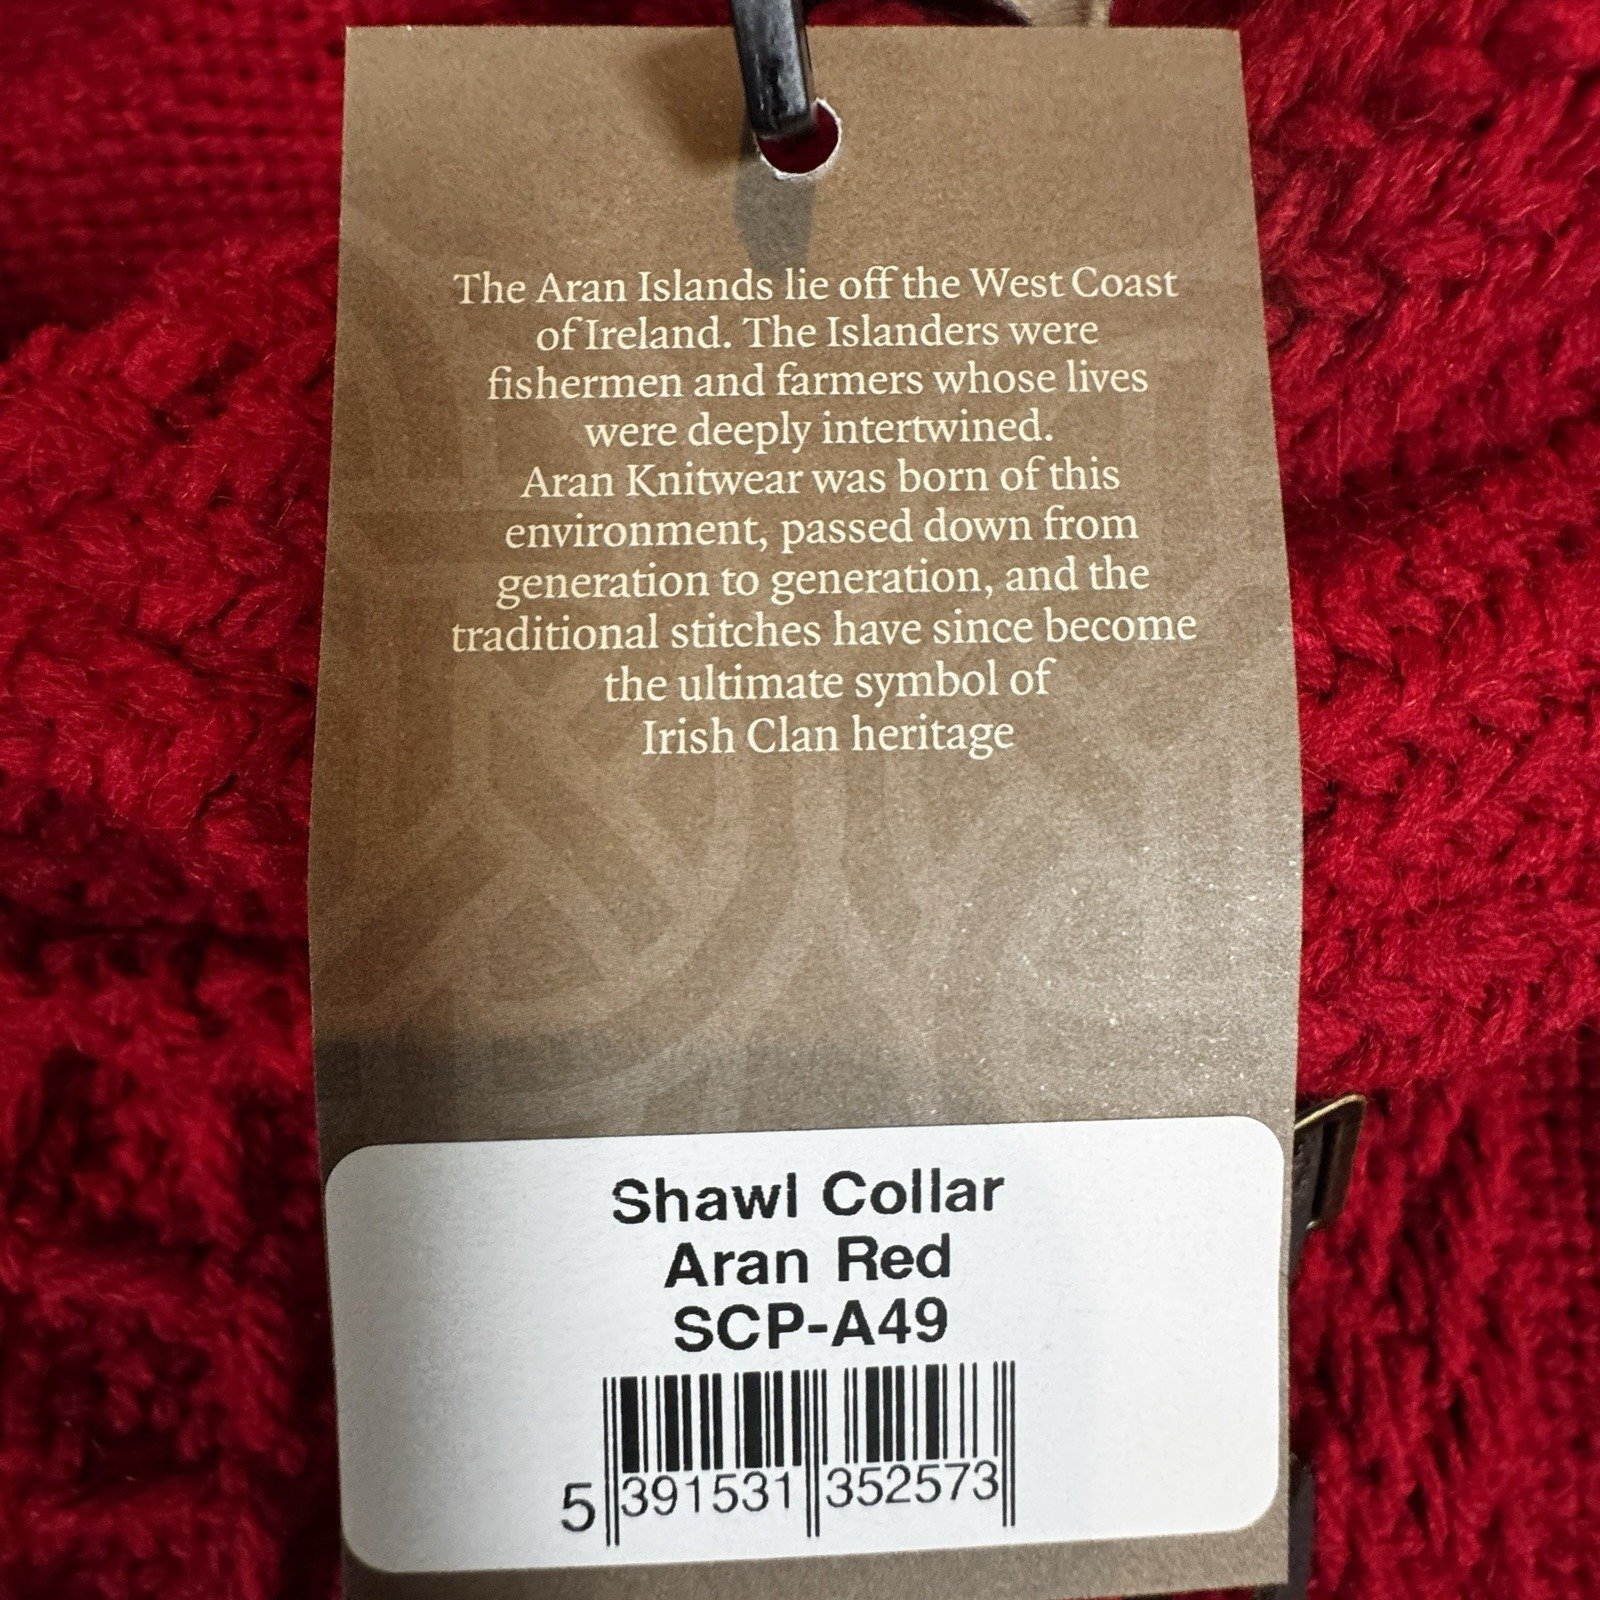 The Aran Islands lie off the West Coast
of Ireland. The Islanders were
fishermen and farmers whose lives
were deeply intertwined.
Aran Knitwear was born of this
environment, passed down from
generation to generation, and the
traditional stitches have since become
the ultimate symbol of
Irish Clan heritage
Shawl Collar
Aran Red
SCP-A49
5 391531 352573